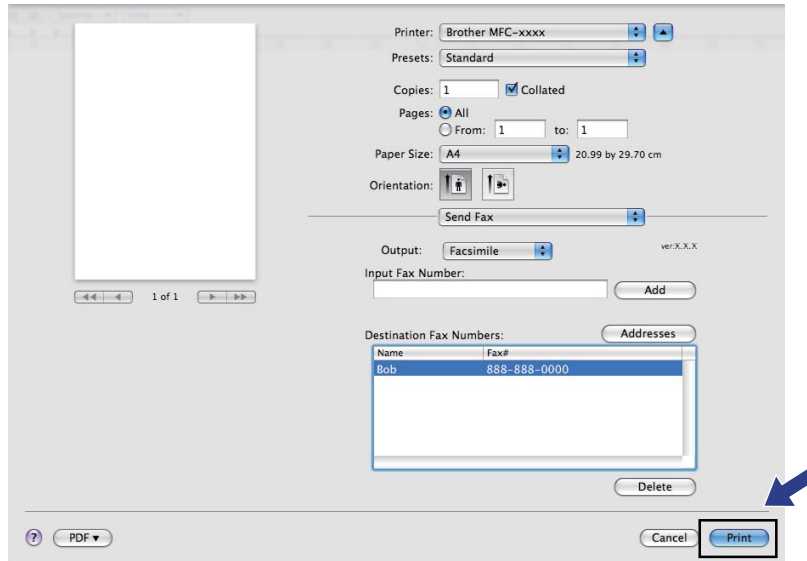 Printer: Brother MFC-xxxx
Presets: Standard
Copies: 1 Collated
Pages: All
From: 1 to: 1
Paper Size: A4 20.99 by 29.70 cm
Orientation:
Send Fax
Output: Facsimile ver:X.X.X
Input Fax Number:
Add
1 of 1
Destination Fax Numbers: Addresses
Name Fax#
Bob 888-888-0000
Delete
? PDF Cancel Print